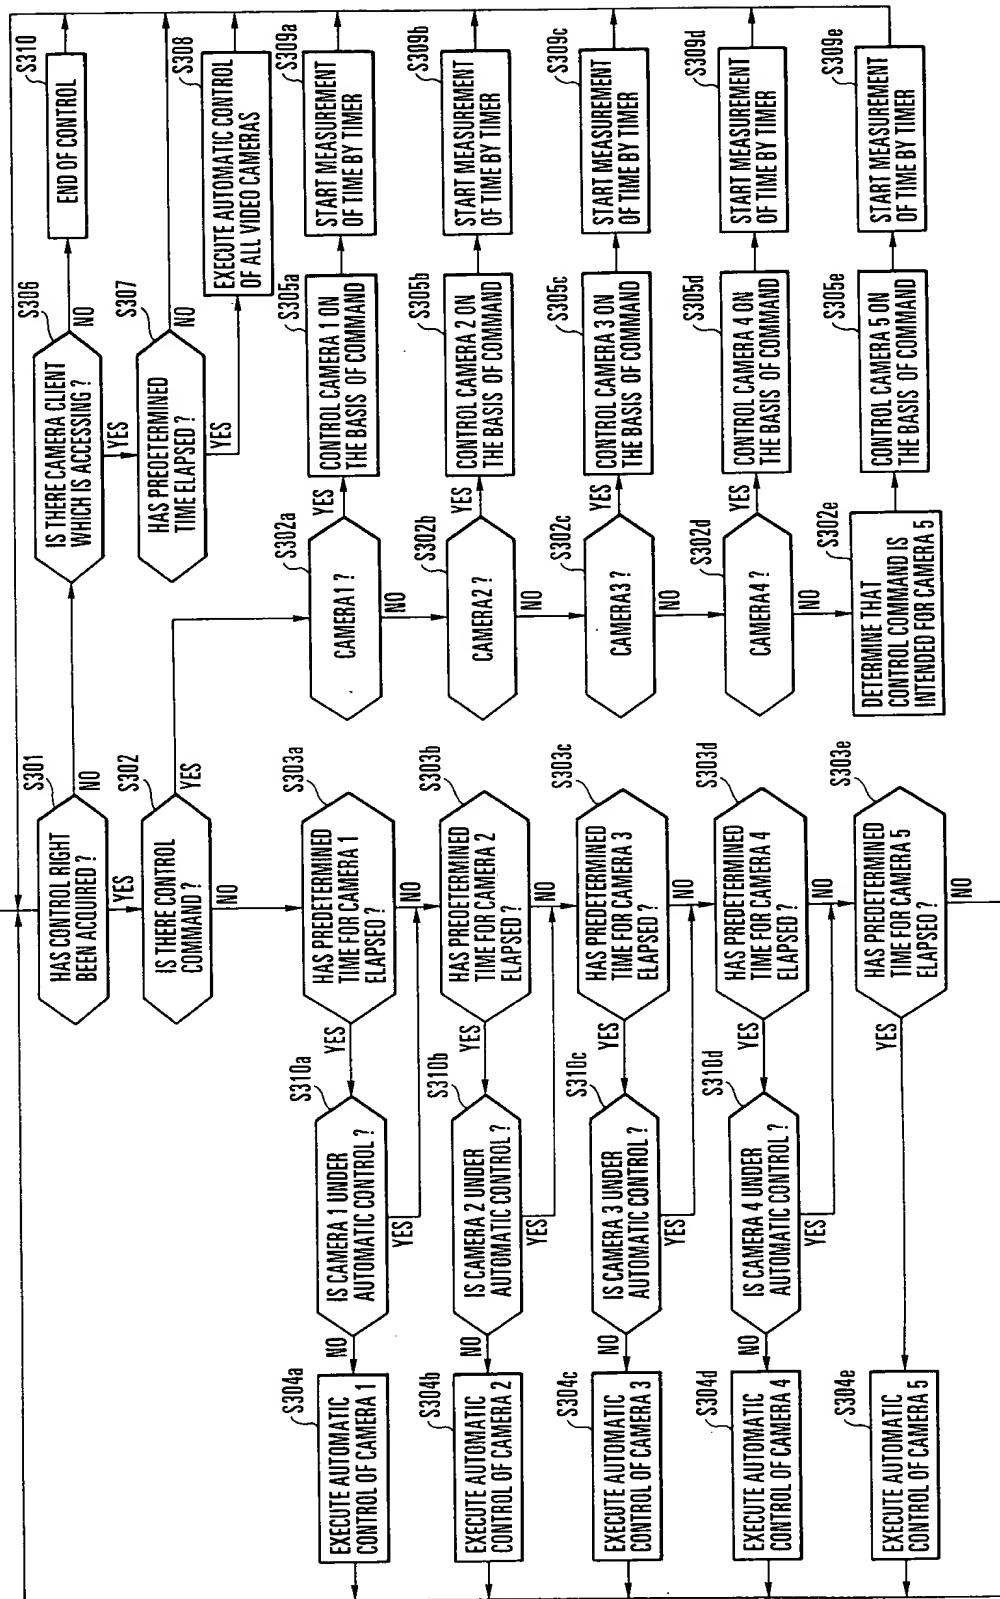 S301
HAS CONTROL RIGHT
BEEN ACQUIRED ?
NO
YES
S306
IS THERE CAMERA CLIENT
WHICH IS ACCESSING ?
NO
YES
S310
END OF CONTROL
S302
IS THERE CONTROL
COMMAND ?
YES
NO
S307
HAS PREDETERMINED
TIME ELAPSED ?
NO
YES
S308
EXECUTE AUTOMATIC CONTROL
OF ALL VIDEO CAMERAS
S304a
EXECUTE AUTOMATIC
CONTROL OF CAMERA 1
NO
S310a
IS CAMERA 1 UNDER
AUTOMATIC CONTROL ?
YES
YES
S303a
HAS PREDETERMINED
TIME FOR CAMERA 1
ELAPSED ?
NO
S302a
CAMERA1 ?
YES
NO
S305a
CONTROL CAMERA 1 ON
THE BASIS OF COMMAND
S309a
START MEASUREMENT
OF TIME BY TIMER
S304b
EXECUTE AUTOMATIC
CONTROL OF CAMERA 2
NO
S310b
IS CAMERA 2 UNDER
AUTOMATIC CONTROL ?
YES
YES
S303b
HAS PREDETERMINED
TIME FOR CAMERA 2
ELAPSED ?
NO
S302b
CAMERA2 ?
YES
NO
S305b
CONTROL CAMERA 2 ON
THE BASIS OF COMMAND
S309b
START MEASUREMENT
OF TIME BY TIMER
S304c
EXECUTE AUTOMATIC
CONTROL OF CAMERA 3
NO
S310c
IS CAMERA 3 UNDER
AUTOMATIC CONTROL ?
YES
YES
S303c
HAS PREDETERMINED
TIME FOR CAMERA 3
ELAPSED ?
NO
S302c
CAMERA3 ?
YES
NO
S305c
CONTROL CAMERA 3 ON
THE BASIS OF COMMAND
S309c
START MEASUREMENT
OF TIME BY TIMER
S304d
EXECUTE AUTOMATIC
CONTROL OF CAMERA 4
NO
S310d
IS CAMERA 4 UNDER
AUTOMATIC CONTROL ?
YES
YES
S303d
HAS PREDETERMINED
TIME FOR CAMERA 4
ELAPSED ?
NO
S302d
CAMERA4 ?
YES
NO
S305d
CONTROL CAMERA 4 ON
THE BASIS OF COMMAND
S309d
START MEASUREMENT
OF TIME BY TIMER
S304e
EXECUTE AUTOMATIC
CONTROL OF CAMERA 5
YES
S303e
HAS PREDETERMINED
TIME FOR CAMERA 5
ELAPSED ?
NO
S302e
DETERMINE THAT
CONTROL COMMAND IS
INTENDED FOR CAMERA 5
S305e
CONTROL CAMERA 5 ON
THE BASIS OF COMMAND
S309e
START MEASUREMENT
OF TIME BY TIMER